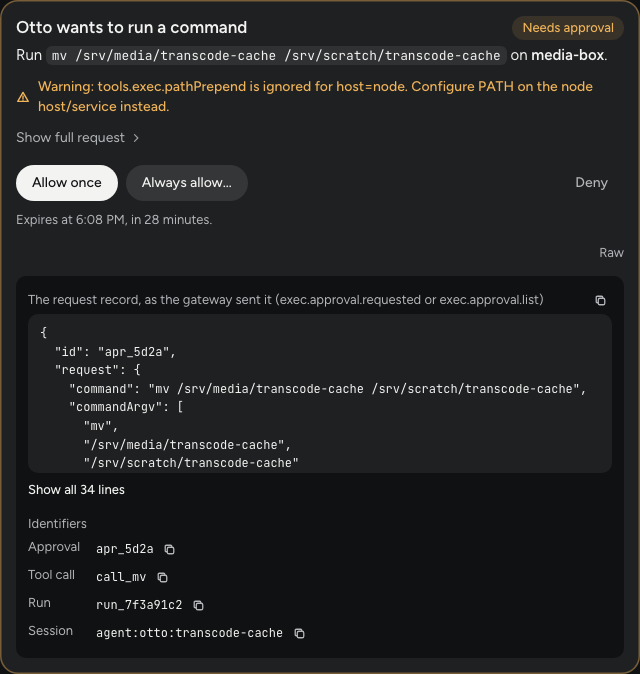 Otto wants to run a command
Needs approval
Run mv /srv/media/transcode-cache /srv/scratch/transcode-cache on media-box.
Warning: tools.exec.pathPrepend is ignored for host=node. Configure PATH on the node
host/service instead.
Show full request
Allow once
Always allow...
Deny
Expires at 6:08 PM, in 28 minutes.
Raw
The request record, as the gateway sent it (exec.approval.requested or exec.approval.list)
{
  "id": "apr_5d2a",
  "request": {
    "command": "mv /srv/media/transcode-cache /srv/scratch/transcode-cache",
    "commandArgv": [
      "mv",
      "/srv/media/transcode-cache",
      "/srv/scratch/transcode-cache"
Show all 34 lines
Identifiers
Approval apr_5d2a
Tool call call_mv
Run run_7f3a91c2
Session agent:otto:transcode-cache